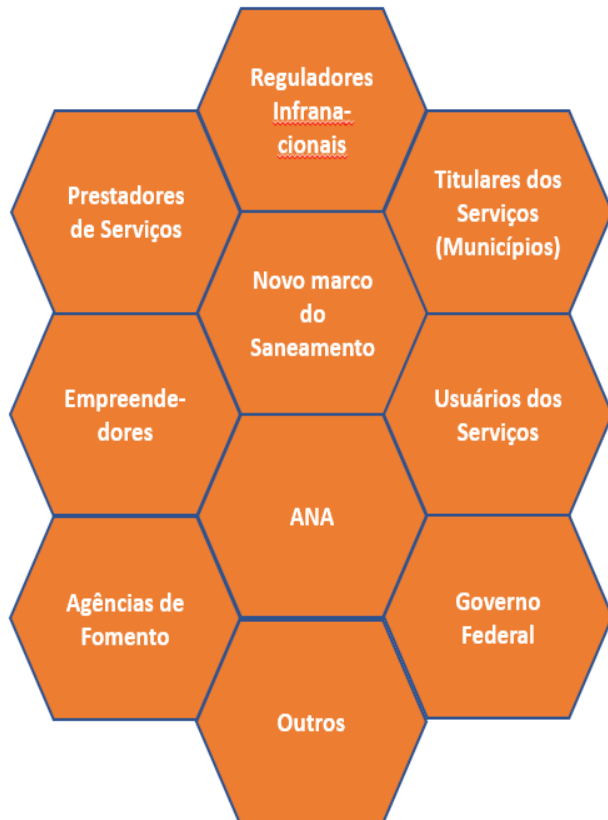 Reguladores
Infrana-
cionais
Prestadores
de Serviços
Titulares dos
Serviços
(Municípios)
Novo marco
do
Saneamento
Empreende-
dores
Usuários dos
Serviços
ANA
Agências de
Fomento
Governo
Federal
Outros